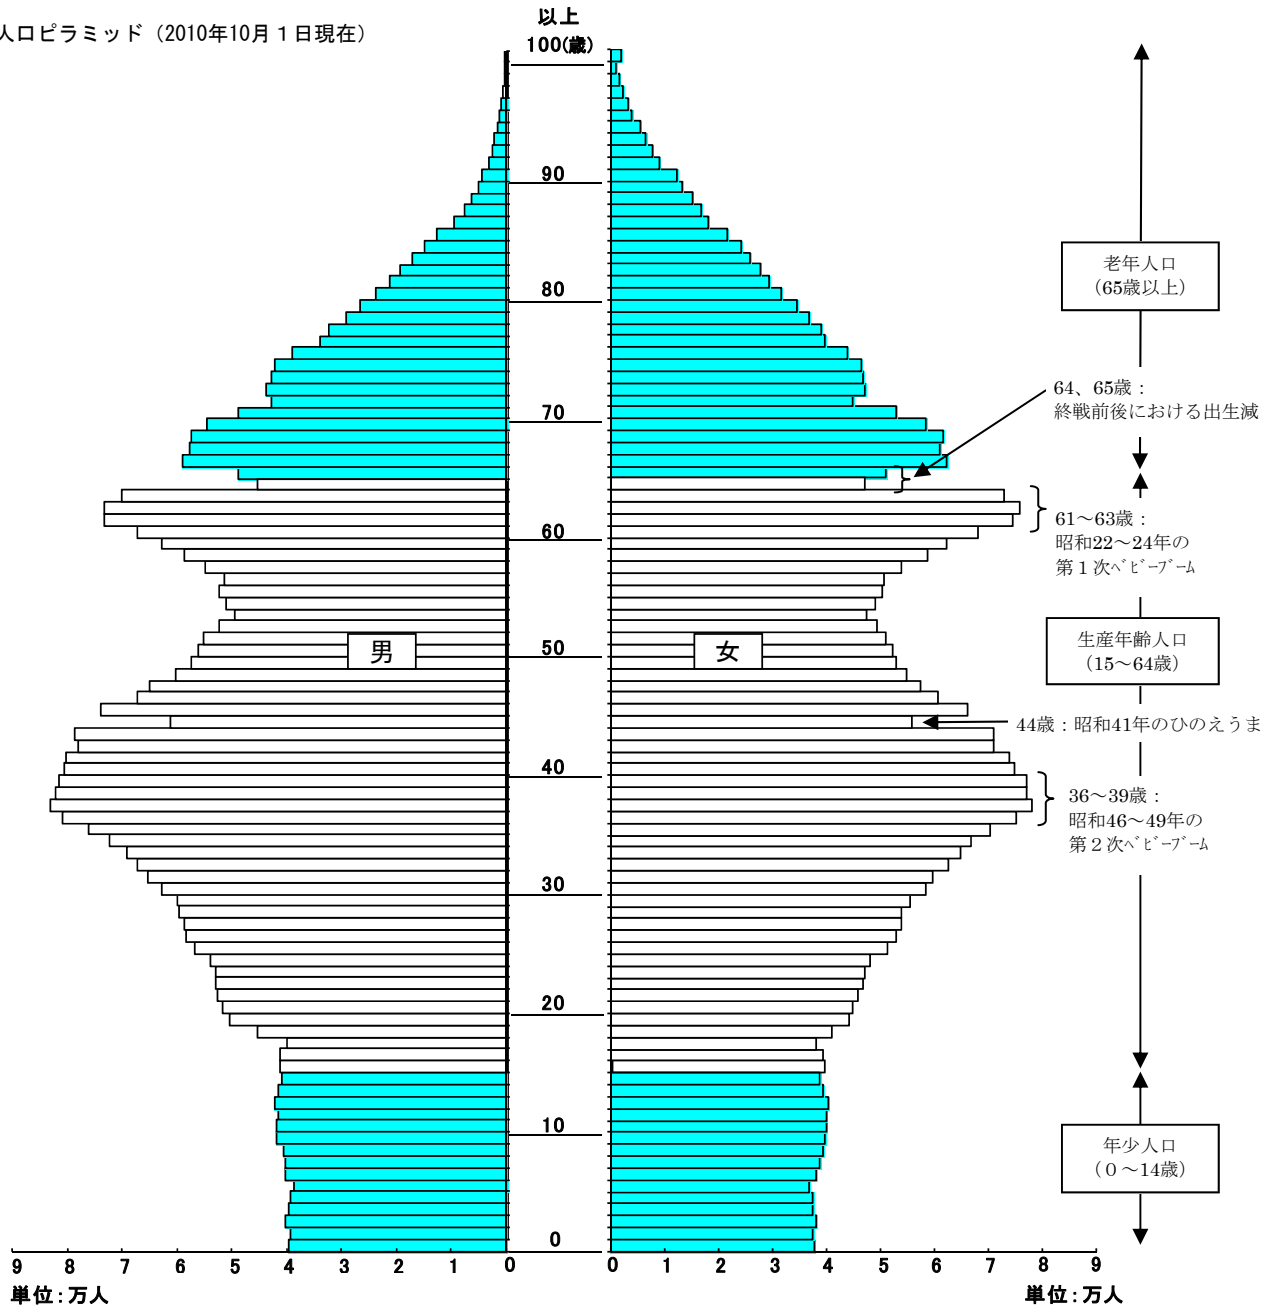 人口ピラミッド（2010年10月１日現在）
以上
100(歳)
90
80
70
60
50
40
30
20
10
0
男
女
老年人口
（65歳以上）
64、65歳：
終戦前後における出生減
61～63歳：
昭和22～24年の
第１次ﾍﾞﾋﾞｰﾌﾞｰﾑ
生産年齢人口
（15～64歳）
44歳：昭和41年のひのえうま
36～39歳：
昭和46～49年の
第２次ﾍﾞﾋﾞｰﾌﾞｰﾑ
年少人口
（０～14歳）
9 8 7 6 5 4 3 2 1 0
0 1 2 3 4 5 6 7 8 9
単位：万人
単位：万人